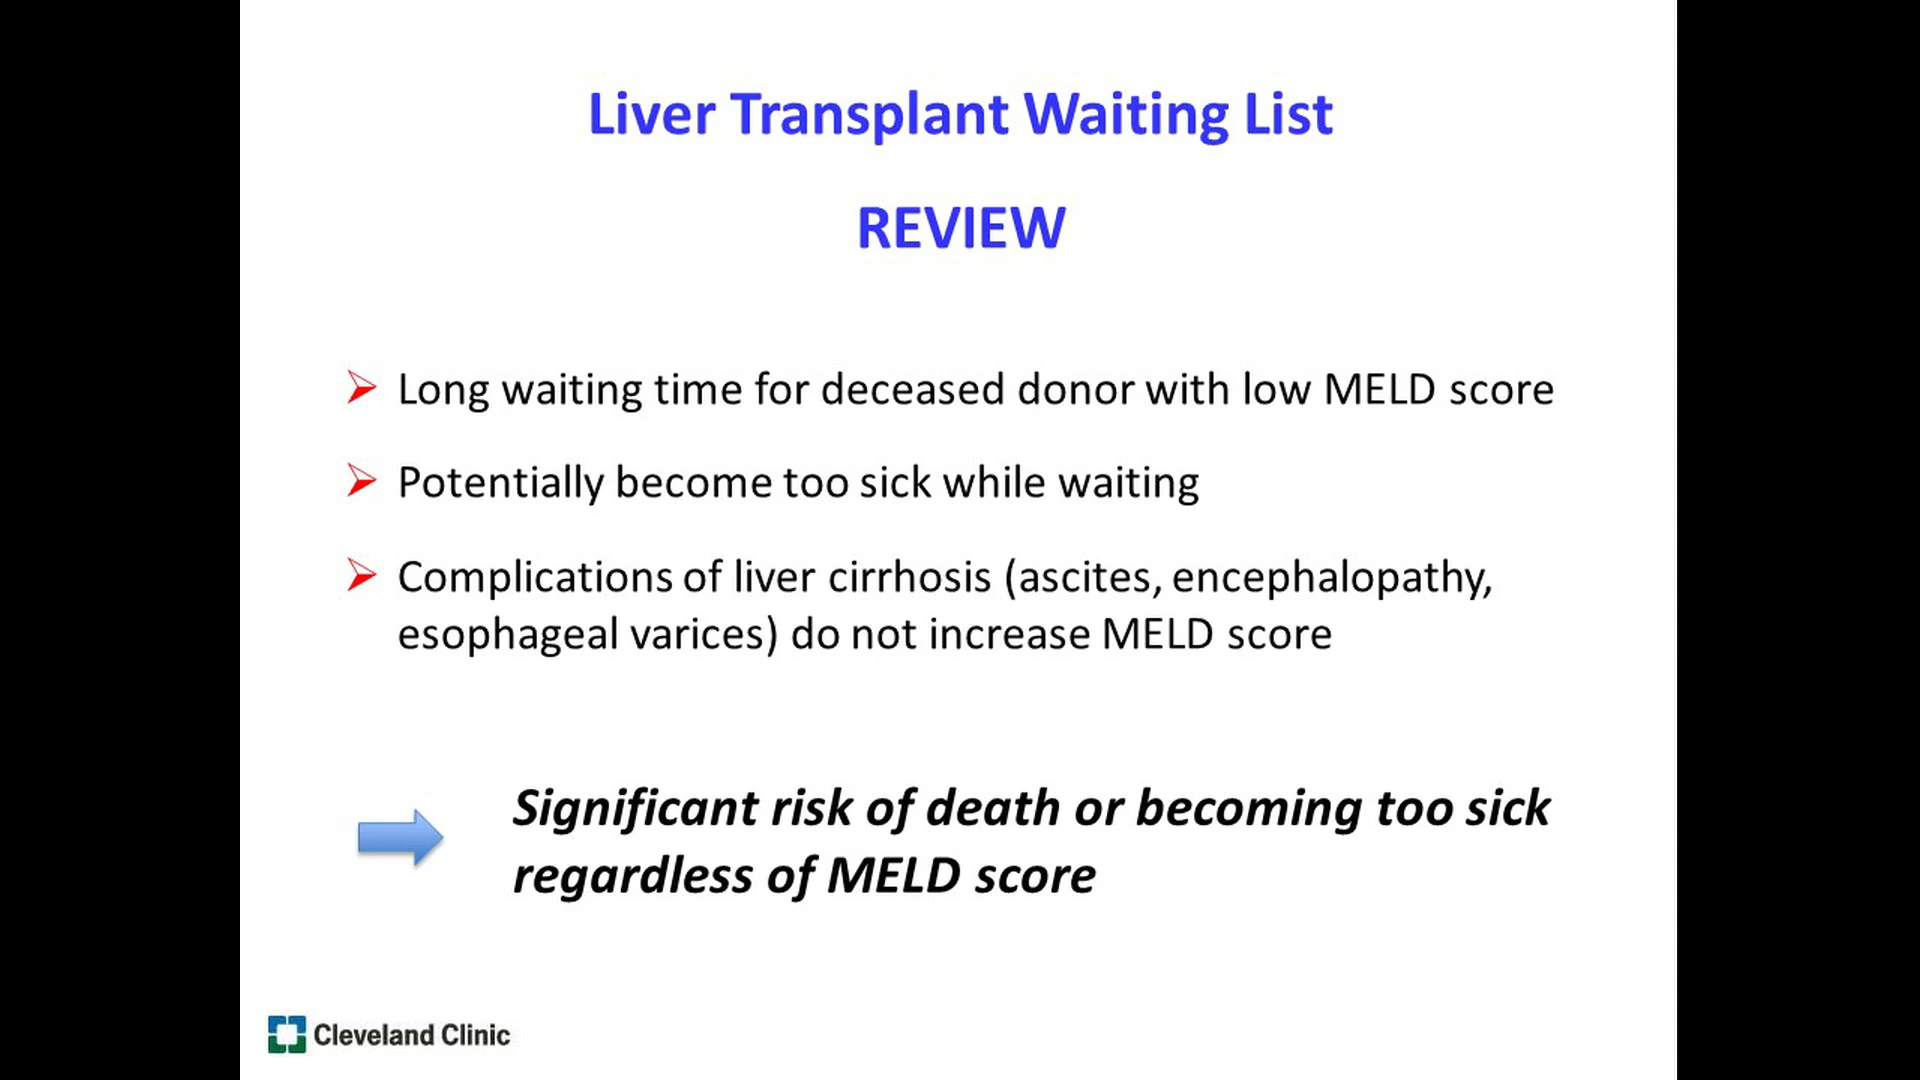 Liver Transplant Waiting List
REVIEW
Long waiting time for deceased donor with low MELD score
Potentially become too sick while waiting
Complications of liver cirrhosis (ascites, encephalopathy,
esophageal varices) do not increase MELD score
Significant risk of death or becoming too sick
regardless of MELD score
Cleveland Clinic